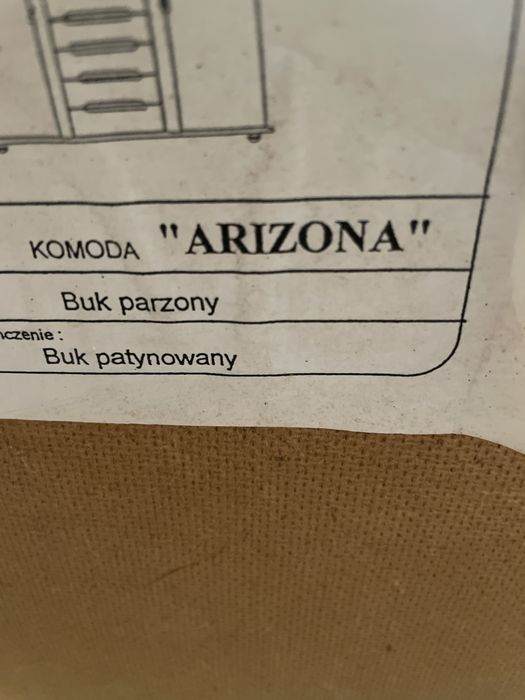 KOMODA "ARIZONA"
Buk parzony
czenie :
Buk patynowany